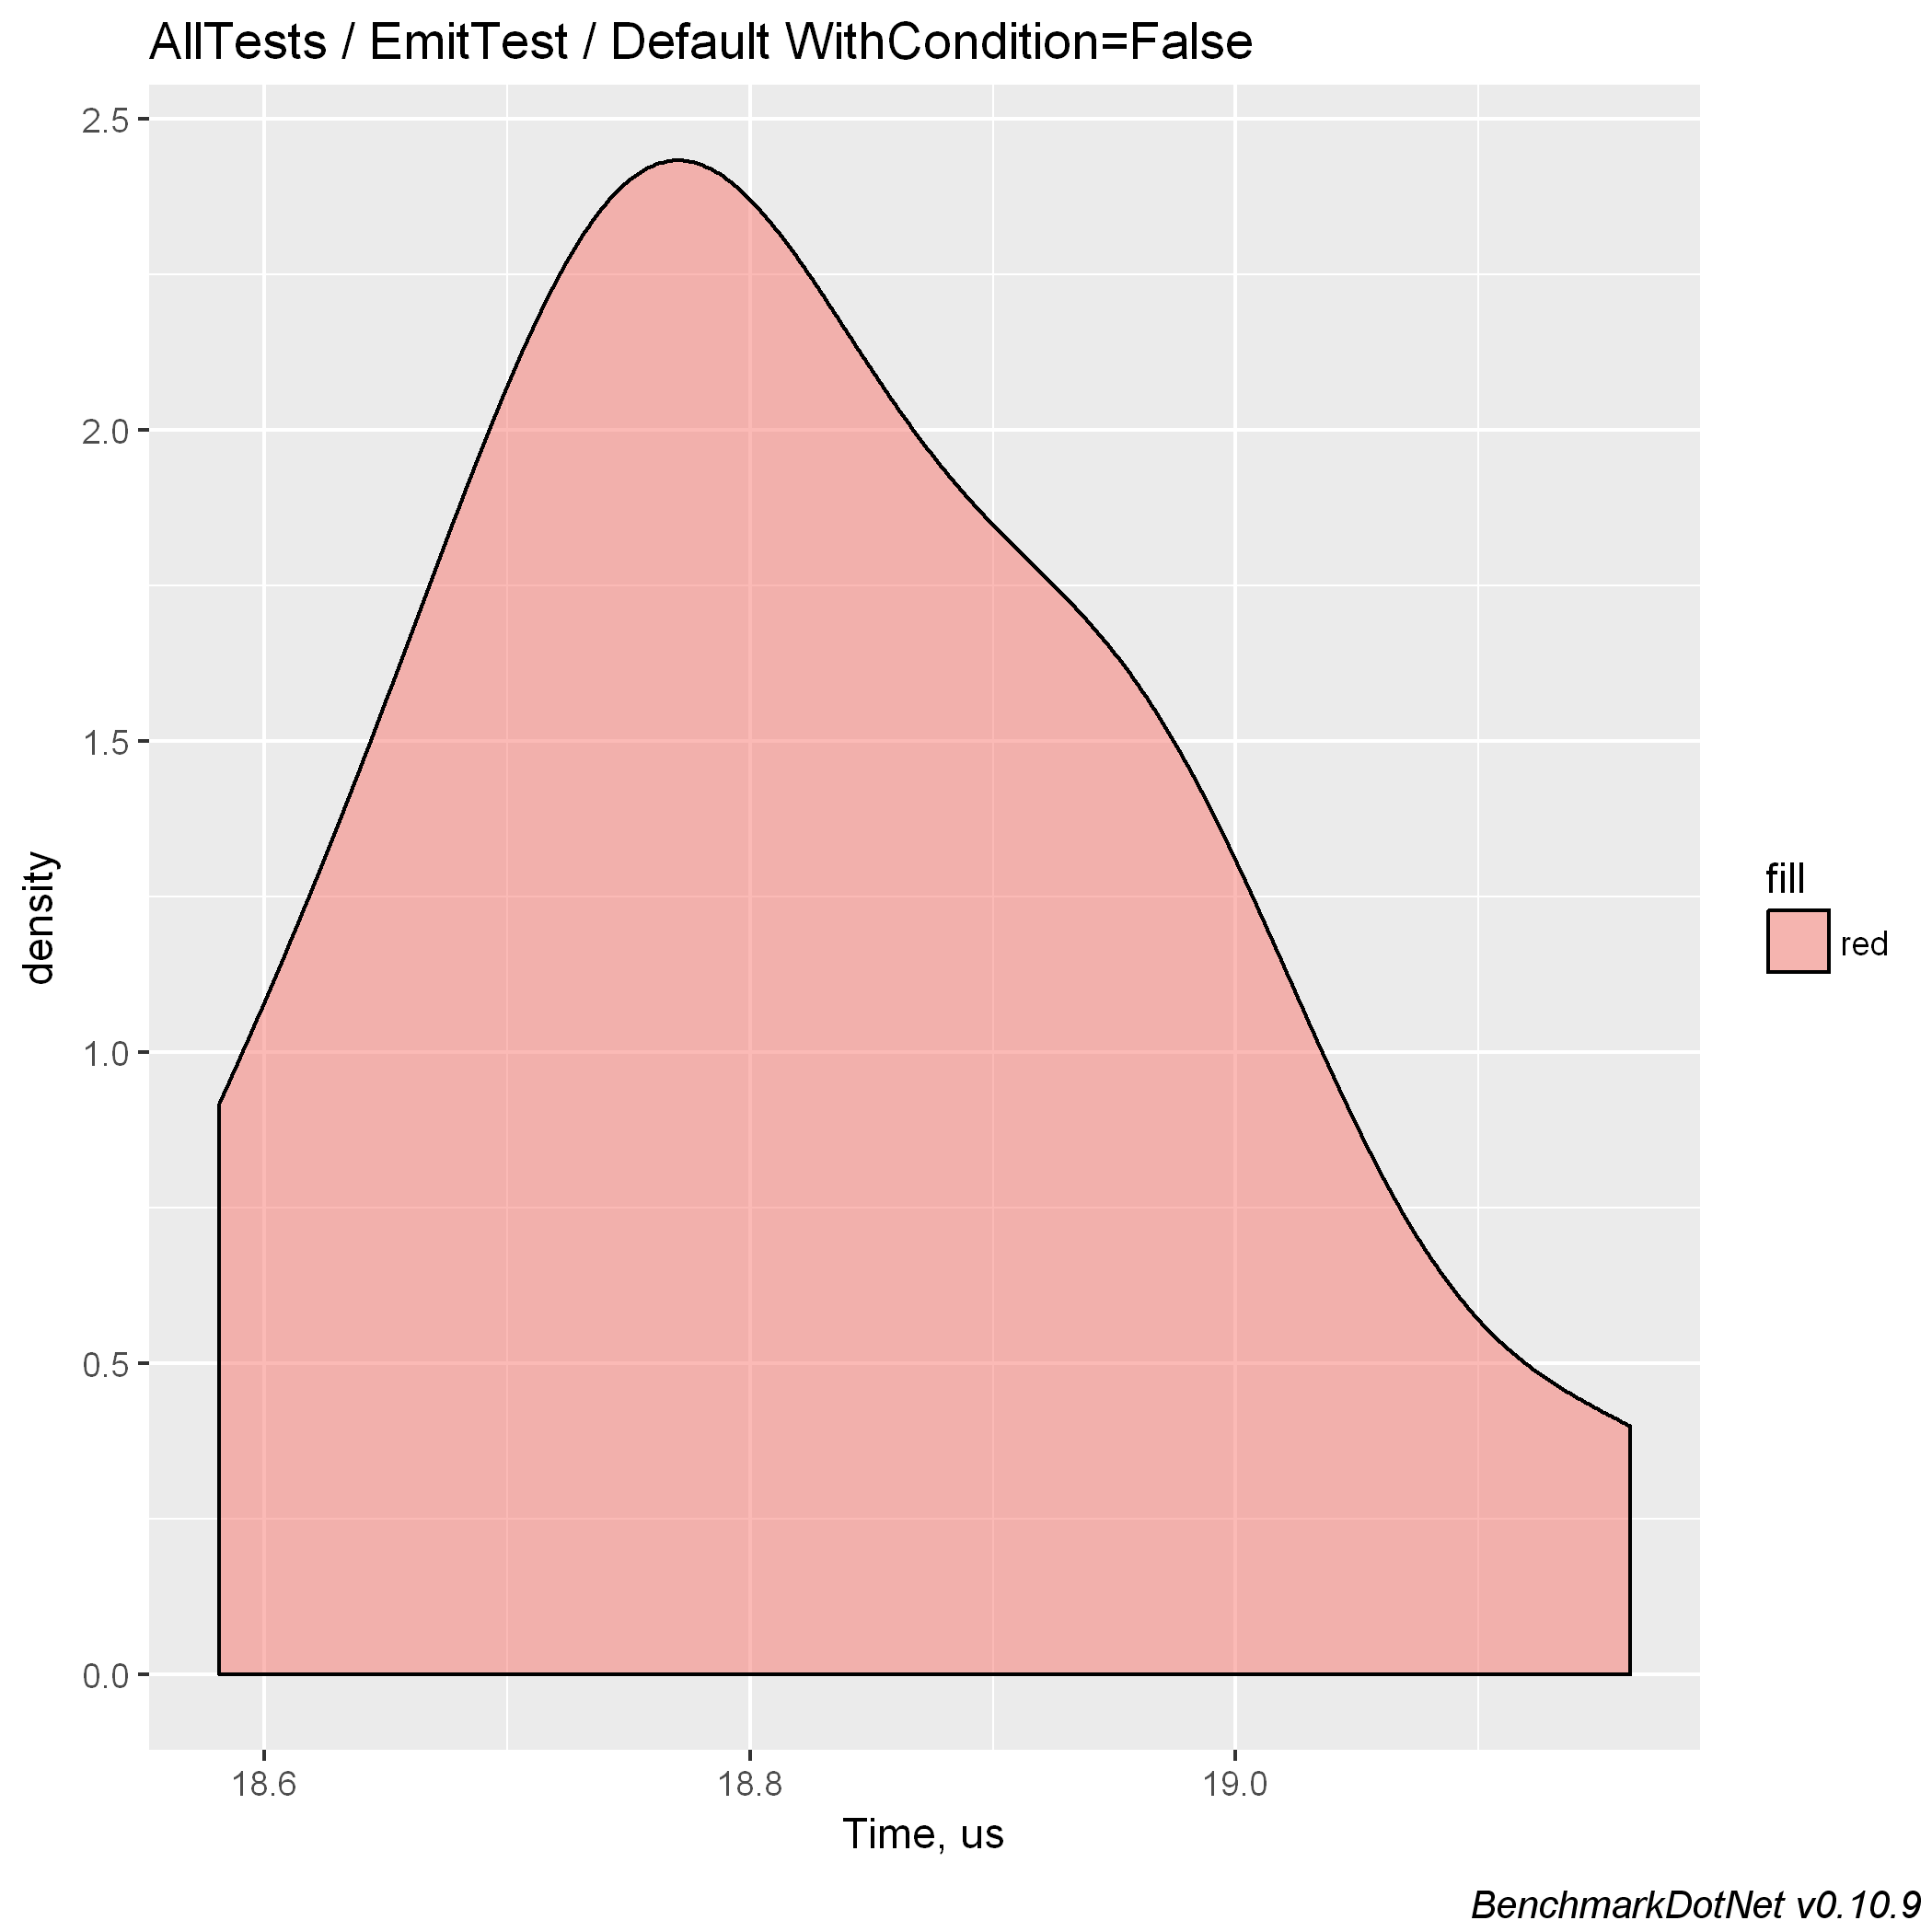 AllTests / EmitTest / Default WithCondition=False
2.5
2.0
1.5
1.0
0.5
0.0
density
18.6 18.8 19.0
Time, us
fill
red
BenchmarkDotNet v0.10.9